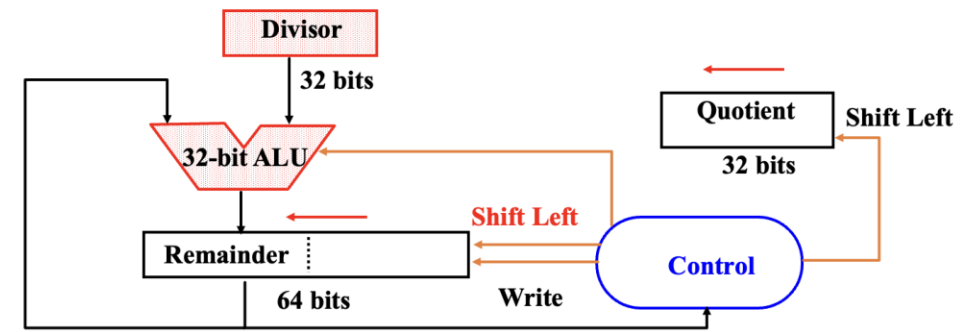 Divisor
32 bits
Quotient
Shift Left
32-bit ALU
32 bits
Shift Left
Remainder
Control
64 bits
Write